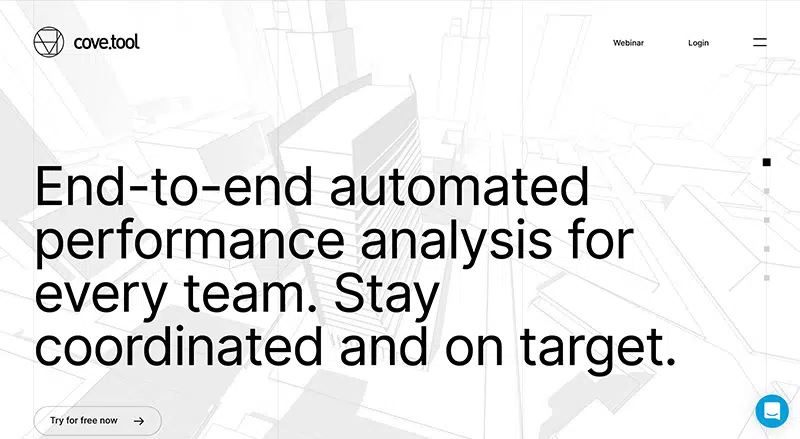 cove.tool
Webinar
Login
End-to-end automated
performance analysis for
every team. Stay
coordinated and on target.
Try for free now